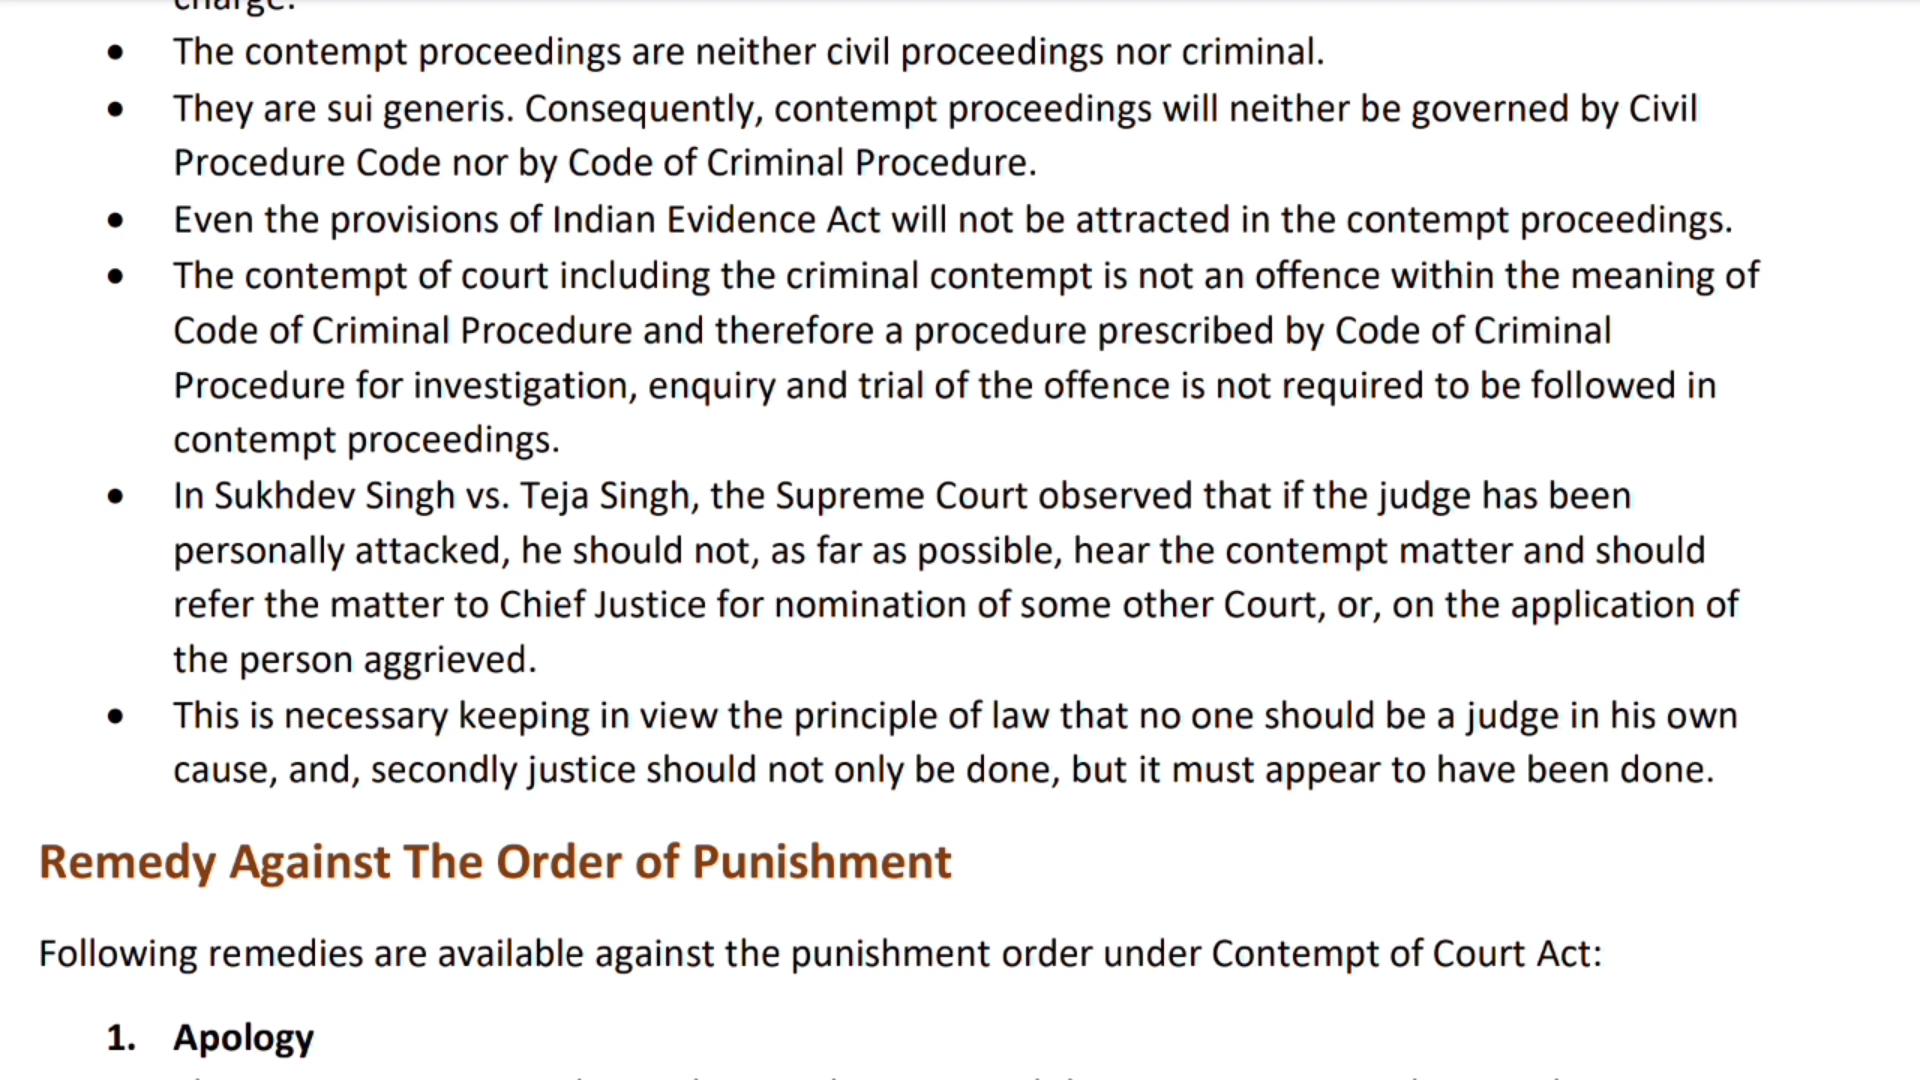 charge.
• The contempt proceedings are neither civil proceedings nor criminal.
• They are sui generis. Consequently, contempt proceedings will neither be governed by Civil
Procedure Code nor by Code of Criminal Procedure.
• Even the provisions of Indian Evidence Act will not be attracted in the contempt proceedings.
• The contempt of court including the criminal contempt is not an offence within the meaning of
Code of Criminal Procedure and therefore a procedure prescribed by Code of Criminal
Procedure for investigation, enquiry and trial of the offence is not required to be followed in
contempt proceedings.
• In Sukhdev Singh vs. Teja Singh, the Supreme Court observed that if the judge has been
personally attacked, he should not, as far as possible, hear the contempt matter and should
refer the matter to Chief Justice for nomination of some other Court, or, on the application of
the person aggrieved.
• This is necessary keeping in view the principle of law that no one should be a judge in his own
cause, and, secondly justice should not only be done, but it must appear to have been done.
Remedy Against The Order of Punishment
Following remedies are available against the punishment order under Contempt of Court Act:
1. Apology